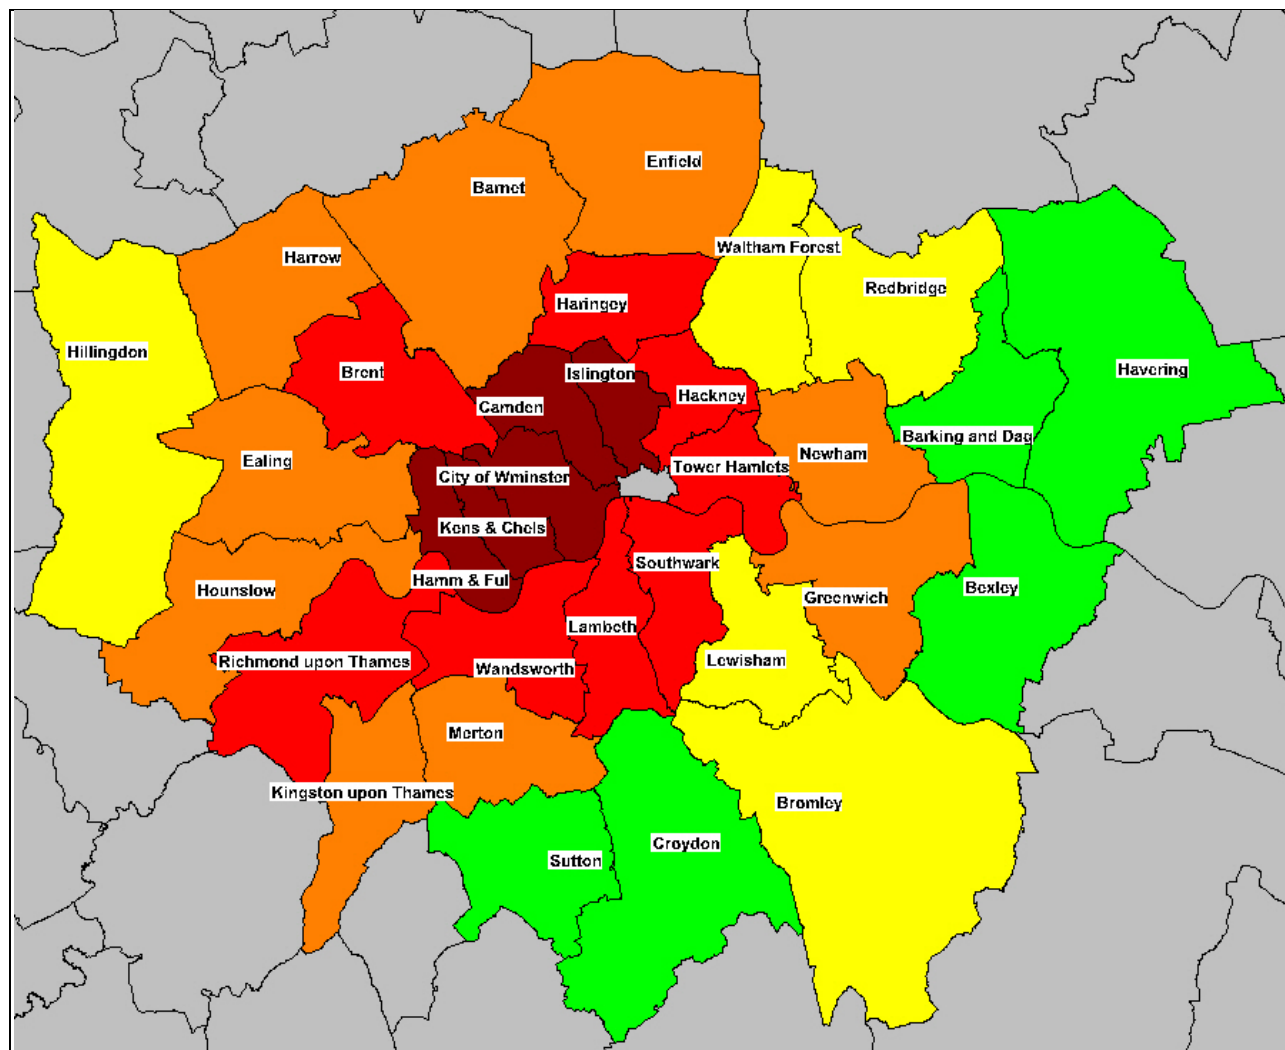 Enfield
Barnet
Waltham Forest
Harrow
Redbridge
Haringey
Hillingdon
Havering
Brent
Islington
Hackney
Camden
Barking and Dag
Newham
Ealing
Tower Hamlets
City of Wminster
Kens & Chels
Southwark
Hamm & Ful
Hounslow
Bexley
Greenwich
Lambeth
Richmond upon Thames
Lewisham
Wandsworth
Merton
Kingston upon Thames
Bromley
Croydon
Sutton